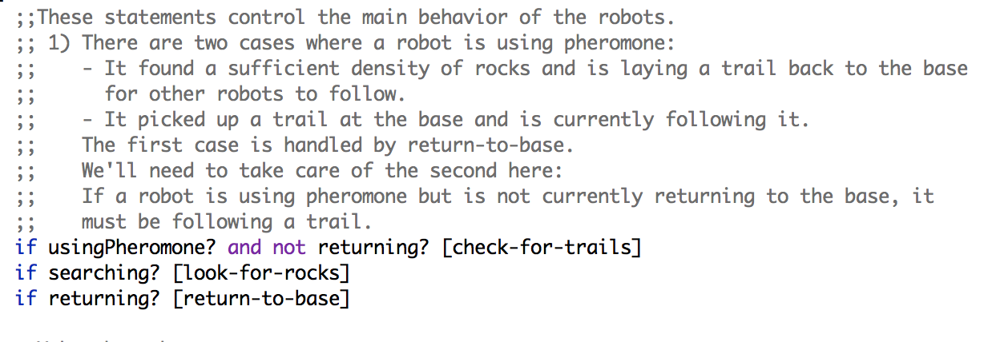 ;;These statements control the main behavior of the robots.
;; 1) There are two cases where a robot is using pheromone:
;;    - It found a sufficient density of rocks and is laying a trail back to the base
;;      for other robots to follow.
;;    - It picked up a trail at the base and is currently following it.
;;    The first case is handled by return-to-base.
;;    We'll need to take care of the second here:
;;    If a robot is using pheromone but is not currently returning to the base, it
;;    must be following a trail.
if usingPheromone? and not returning? [check-for-trails]
if searching? [look-for-rocks]
if returning? [return-to-base]